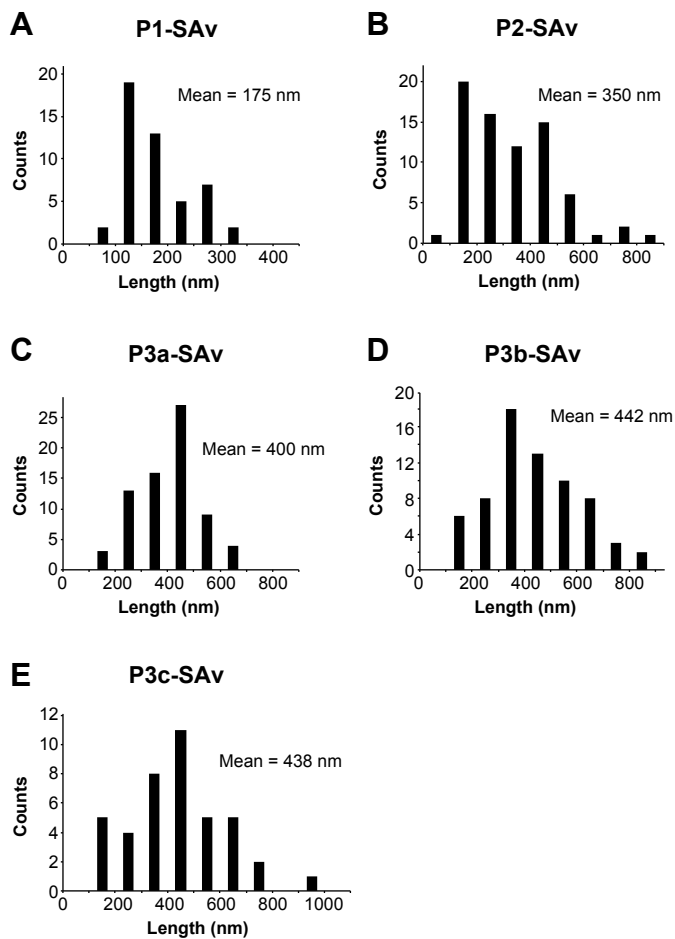 A
P1-SAv
20
15
10
5
0
Mean = 175 nm
Counts
0 100 200 300 400
Length (nm)
B
P2-SAv
20
15
10
5
0
Mean = 350 nm
Counts
0 200 400 600 800
Length (nm)
C
P3a-SAv
25
20
15
10
5
0
Mean = 400 nm
Counts
0 200 400 600 800
Length (nm)
D
P3b-SAv
20
16
12
8
4
0
Mean = 442 nm
Counts
0 200 400 600 800
Length (nm)
E
P3c-SAv
12
10
8
6
4
2
0
Mean = 438 nm
Counts
0 200 400 600 800 1000
Length (nm)